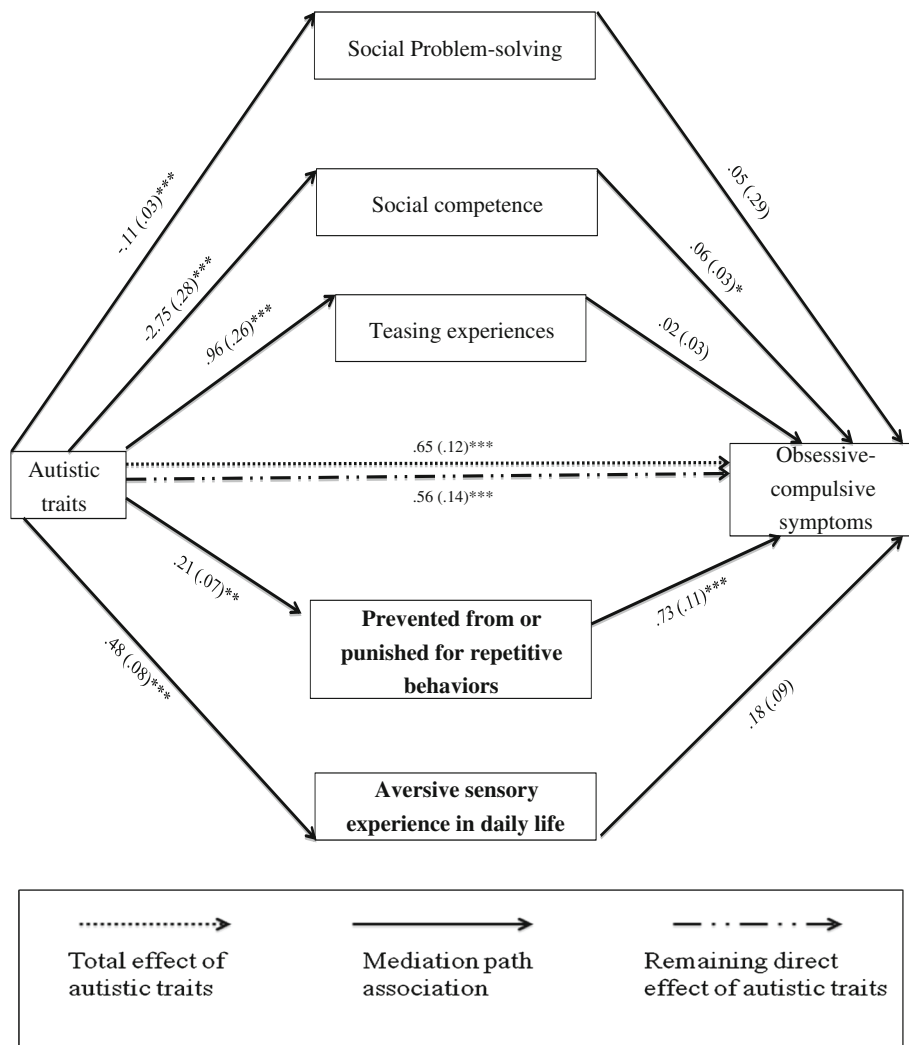 Social Problem-solving
-.11 (.03)***
.05 (.29)
Social competence
-2.75 (.28)***
.06 (.03)*
Teasing experiences
.96 (.26)***
.02 (.03)
Autistic
traits
.65 (.12)***
.56 (.14)***
Obsessive-
compulsive
symptoms
.21 (.07)**
Prevented from or
punished for repetitive
behaviors
.73 (.11)***
.48 (.08)***
Aversive sensory
experience in daily life
.18 (.09)
Total effect of
autistic traits
Mediation path
association
Remaining direct
effect of autistic traits